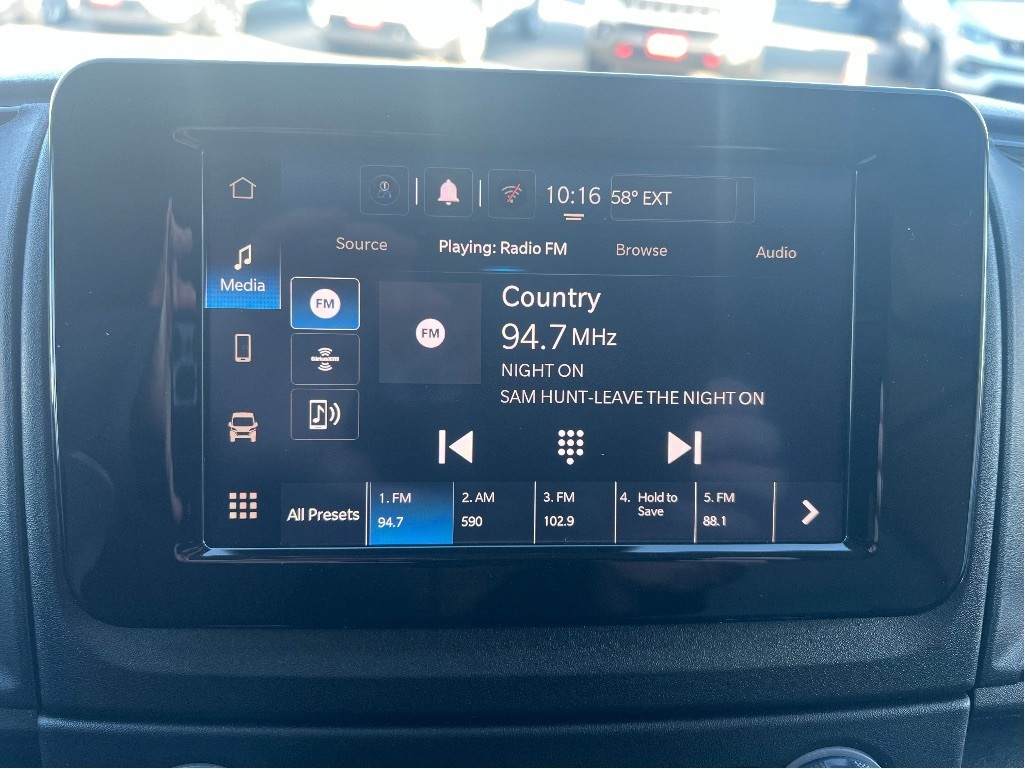 10:16 58° EXT
Source Playing: Radio FM Browse Audio
Media
FM
FM
Country
94.7 MHz
NIGHT ON
SAM HUNT-LEAVE THE NIGHT ON
SiriusXM
All Presets
1. FM
94.7
2. AM
590
3. FM
102.9
4. Hold to
Save
5. FM
88.1